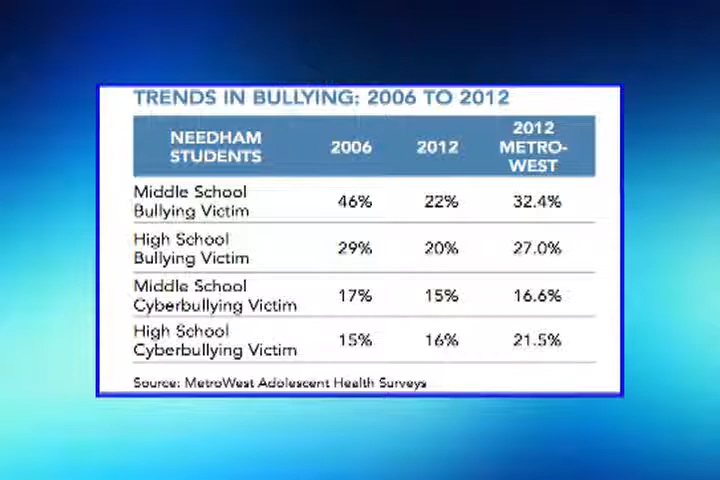 TRENDS IN BULLYING: 2006 TO 2012
NEEDHAM
STUDENTS
2006
2012
2012
METRO-
WEST
Middle School
Bullying Victim
46%
22%
32.4%
High School
Bullying Victim
29%
20%
27.0%
Middle School
Cyberbullying Victim
17%
15%
16.6%
High School
Cyberbullying Victim
15%
16%
21.5%
Source: MetroWest Adolescent Health Surveys